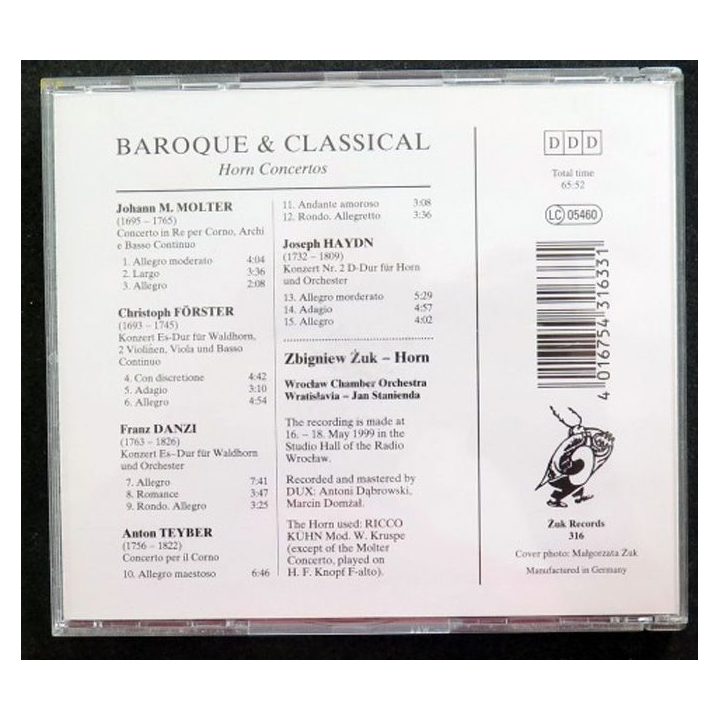 BAROQUE & CLASSICAL
Horn Concertos
Johann M. MOLTER
(1695 – 1765)
Concerto in Re per Corno, Archi
e Basso Continuo
1. Allegro moderato 4:04
2. Largo 3:36
3. Allegro 2:08
Christoph FÖRSTER
(1693 – 1745)
Konzert Es-Dur für Waldhorn,
2 Violinen, Viola und Basso
Continuo
4. Con discretione 4:42
5. Adagio 3:10
6. Allegro 4:54
Franz DANZI
(1763 – 1826)
Konzert Es-Dur für Waldhorn
und Orchester
7. Allegro 7:41
8. Romance 3:47
9. Rondo. Allegro 3:25
Anton TEYBER
(1756 – 1822)
Concerto per il Corno
10. Allegro maestoso 6:46
11. Andante amoroso 3:08
12. Rondo. Allegretto 3:36
Joseph HAYDN
(1732 – 1809)
Konzert Nr. 2 D-Dur für Horn
und Orchester
13. Allegro morderato 5:29
14. Adagio 4:57
15. Allegro 4:02
Zbigniew Żuk – Horn
Wrocław Chamber Orchestra
Wratislavia – Jan Stanienda
The recording is made at
16. – 18. May 1999 in the
Studio Hall of the Radio
Wrocław.
Recorded and mastered by
DUX: Antoni Dąbrowski,
Marcin Domżał.
The Horn used: RICCO
KÜHN Mod. W. Kruspe
(except of the Molter
Concerto, played on
H. F. Knopf F-alto).
DDD
Total time
65:52
LC 05460
4 016754 316331
Żuk Records
316
Cover photo: Małgorzata Żuk
Manufactured in Germany